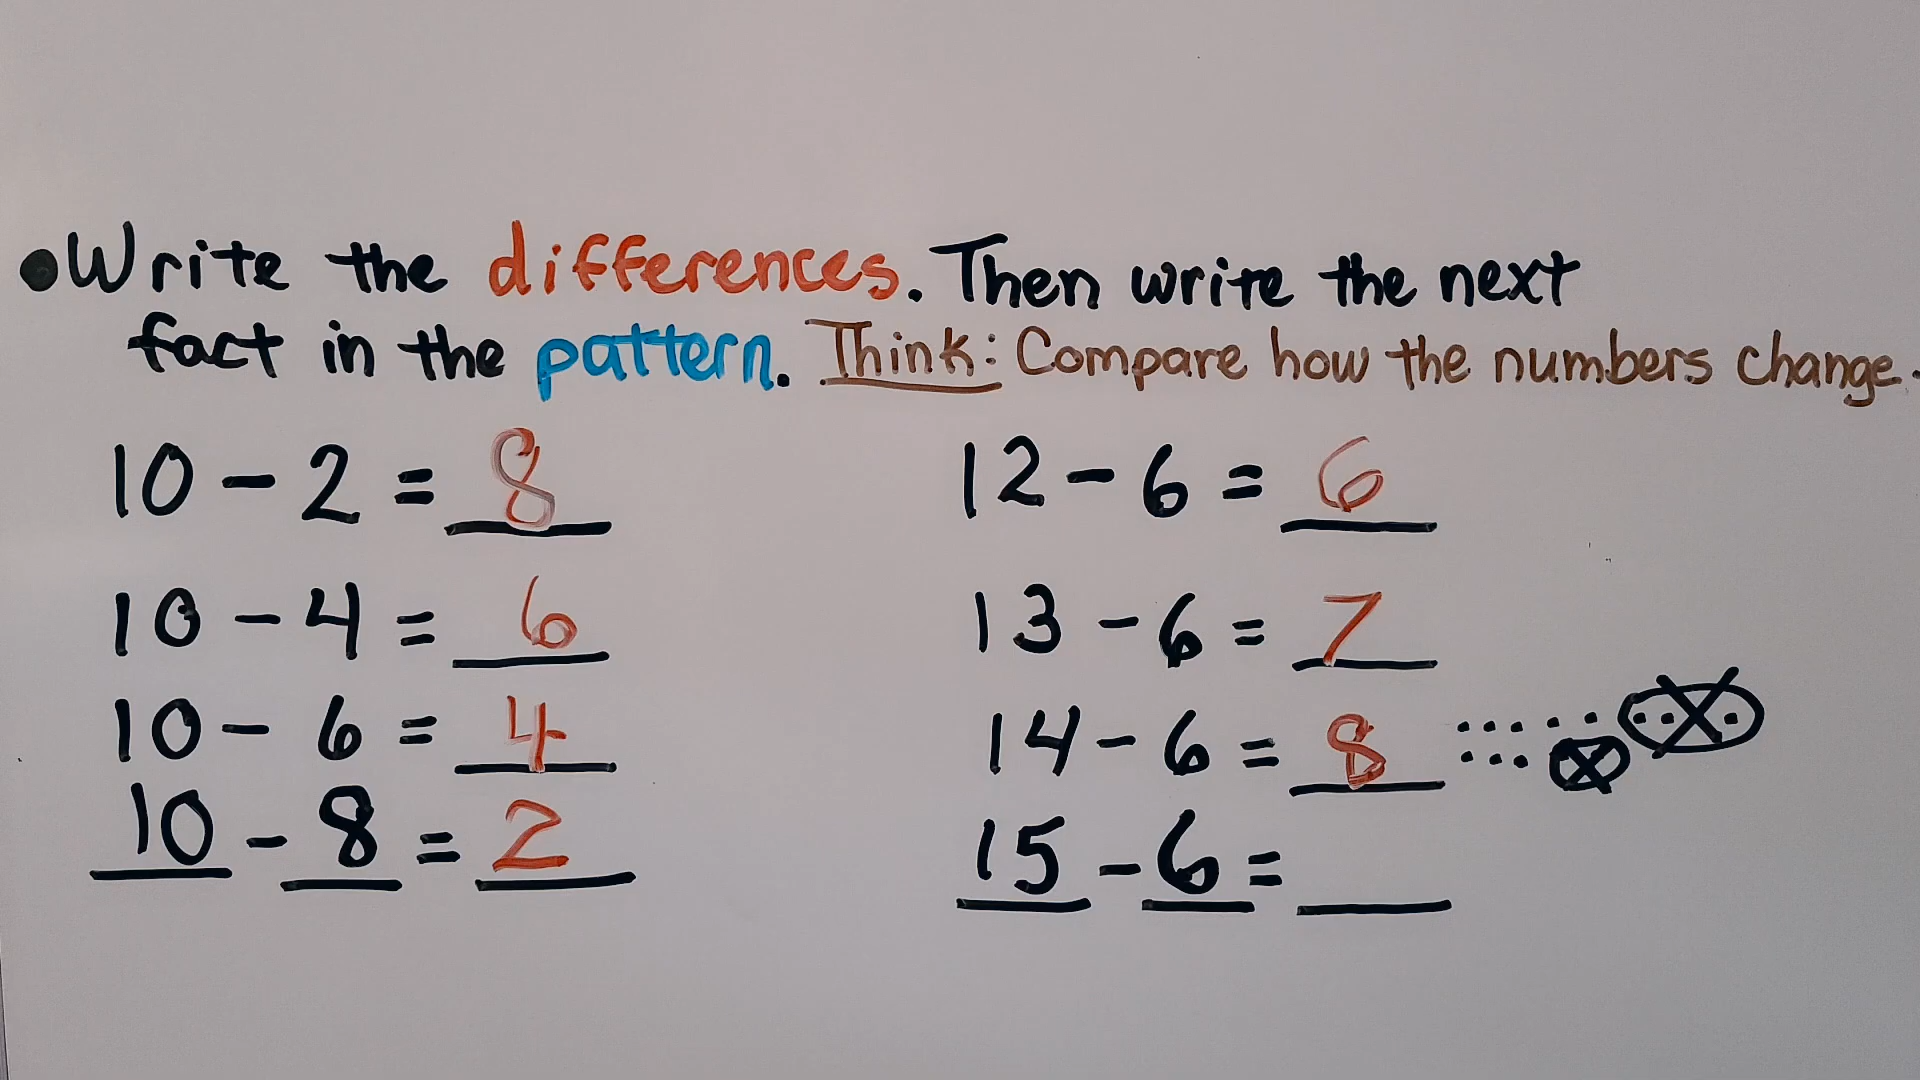 •Write the differences. Then write the next
fact in the pattern. Think: Compare how the numbers change.
10 - 2 = 8
10 - 4 = 6
10 - 6 = 4
10 - 8 = 2
12 - 6 = 6
13 - 6 = 7
14 - 6 = 8
15 - 6 =